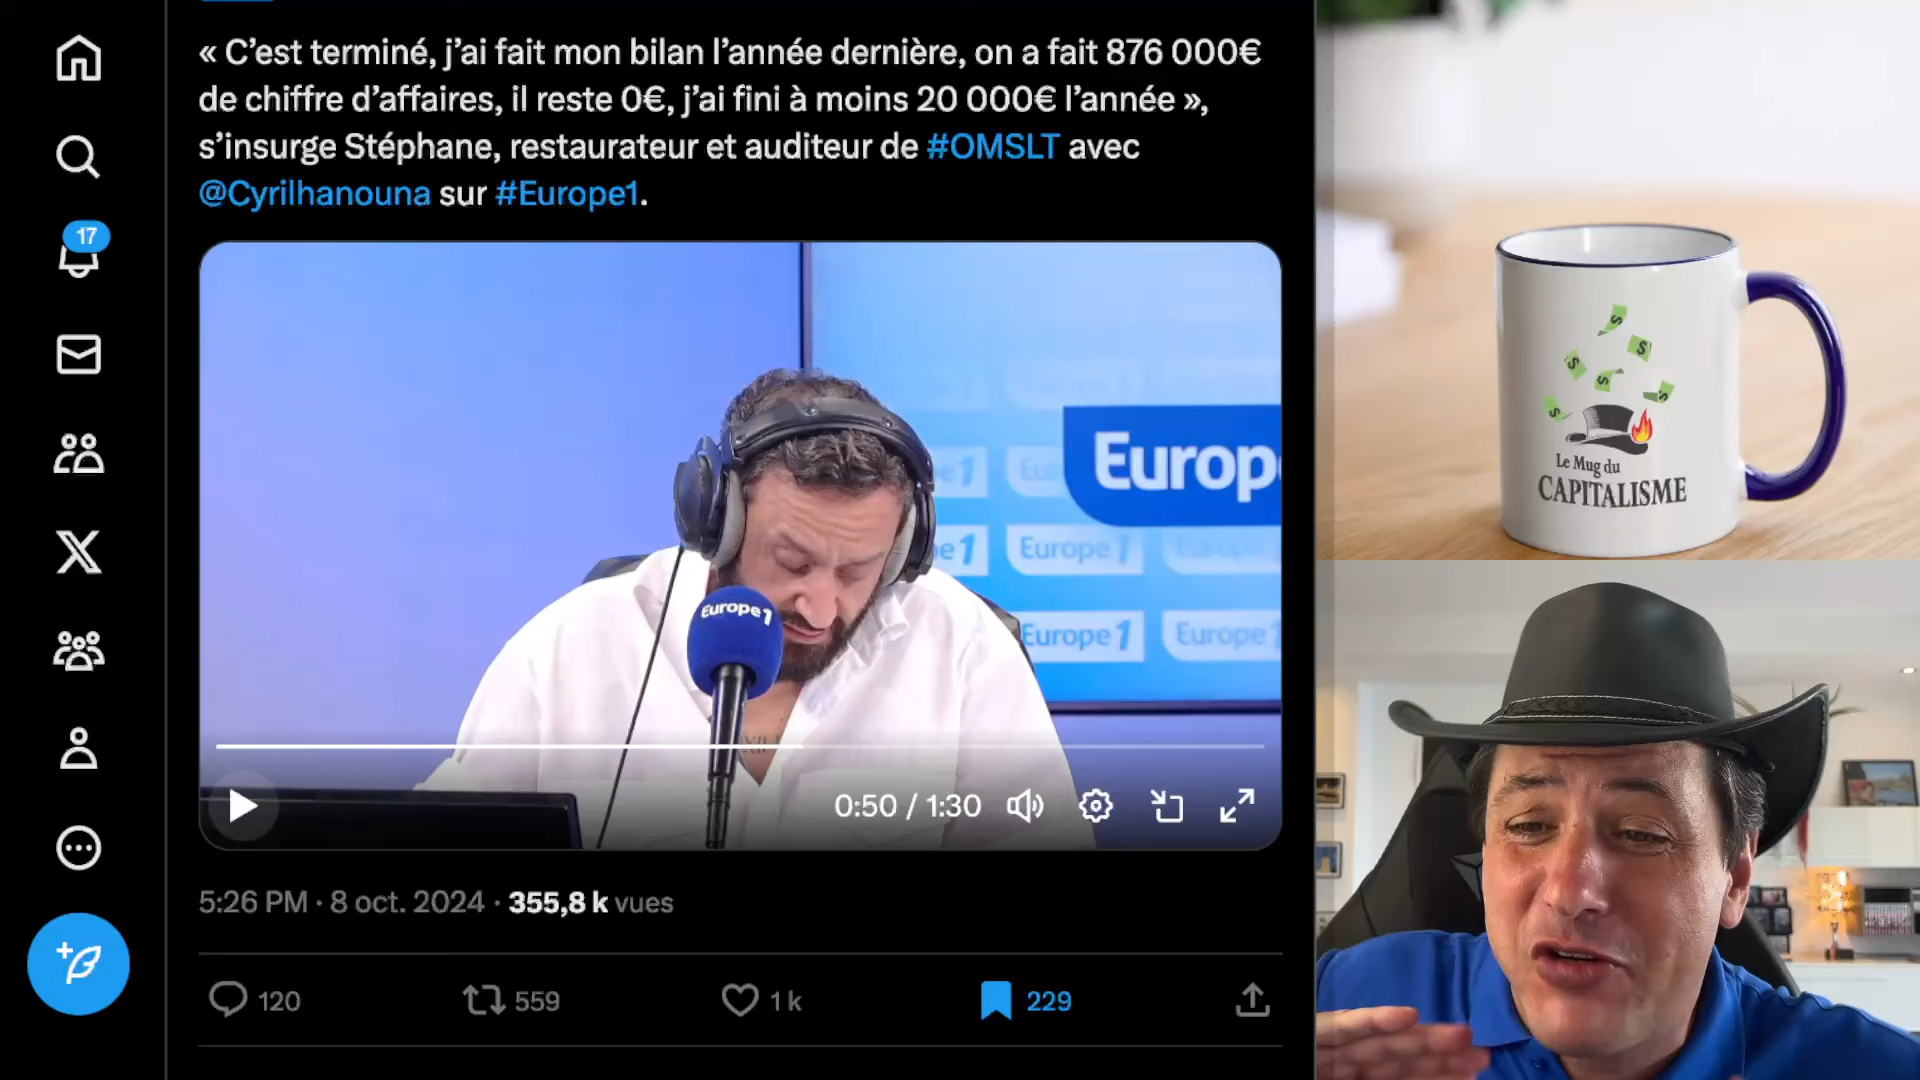 « C’est terminé, j’ai fait mon bilan l’année dernière, on a fait 876 000€
de chiffre d’affaires, il reste 0€, j’ai fini à moins 20 000€ l’année »,
s’insurge Stéphane, restaurateur et auditeur de #OMSLT avec
@Cyrilhanouna sur #Europe1.
17
Europ
Europe 1
Europe 1
Europe 1
Europe 1
Europe1
0:50 / 1:30
5:26 PM · 8 oct. 2024 · 355,8 k vues
120
559
1 k
229
Le Mug du
CAPITALISME